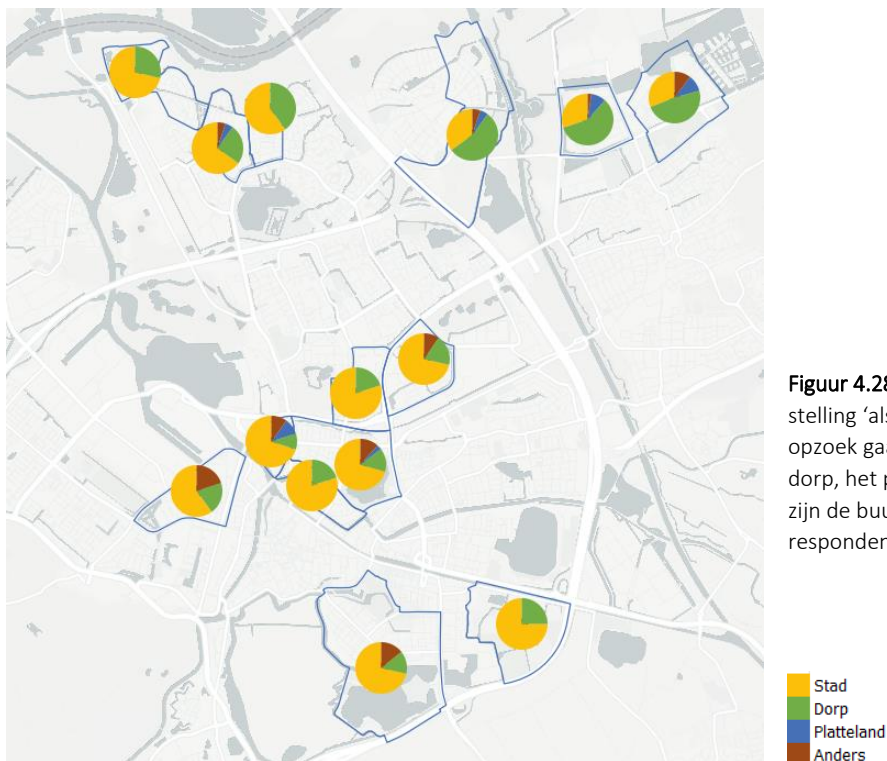 Figuur 4.28
stelling ‘als
opzoek gaa
dorp, het p
zijn de buu
responden
Stad
Dorp
Platteland
Anders